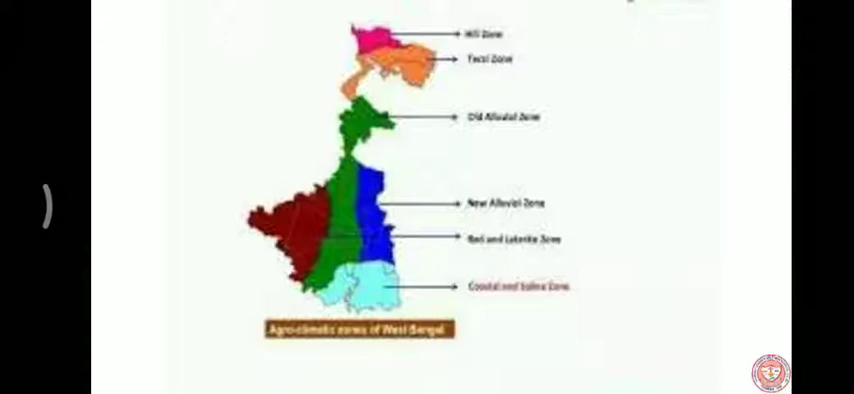 Hill Zone
Terai Zone
Old Alluvial Zone
New Alluvial Zone
Red and Laterite Zone
Coastal and Saline Zone
Agro-climatic zones of West Bengal